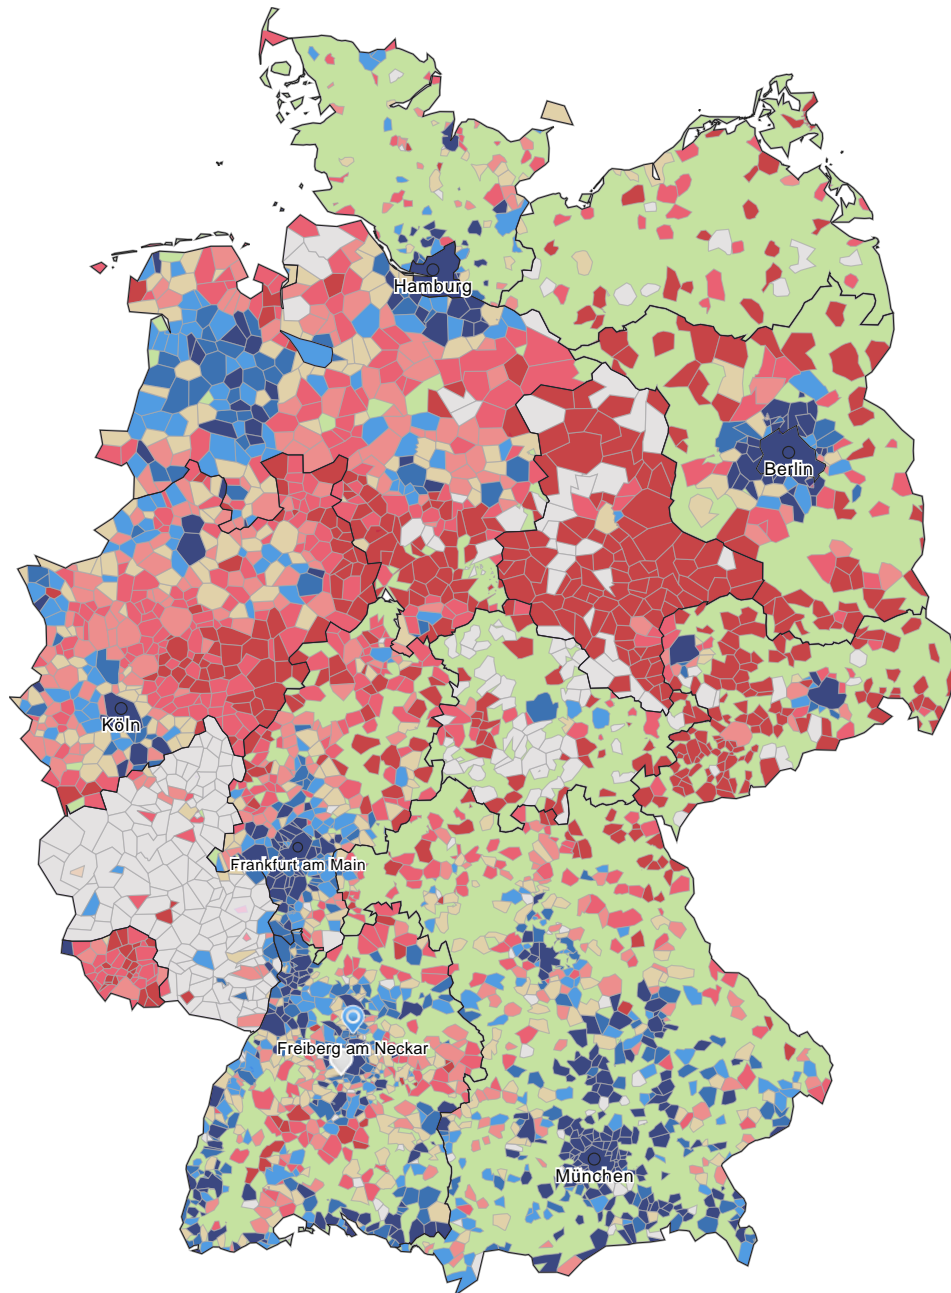 Hamburg
Berlin
Köln
Frankfurt am Main
Freiberg am Neckar
München